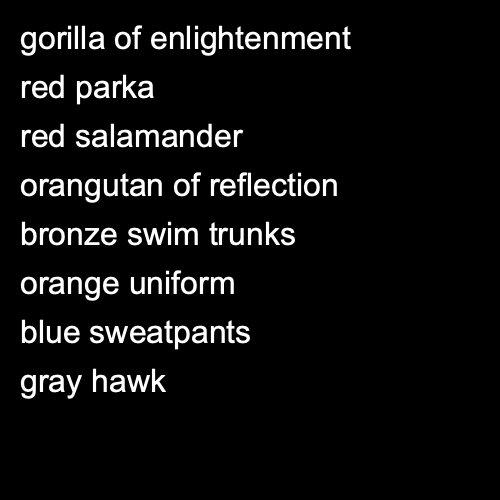 gorilla of enlightenment
red parka
red salamander
orangutan of reflection
bronze swim trunks
orange uniform
blue sweatpants
gray hawk